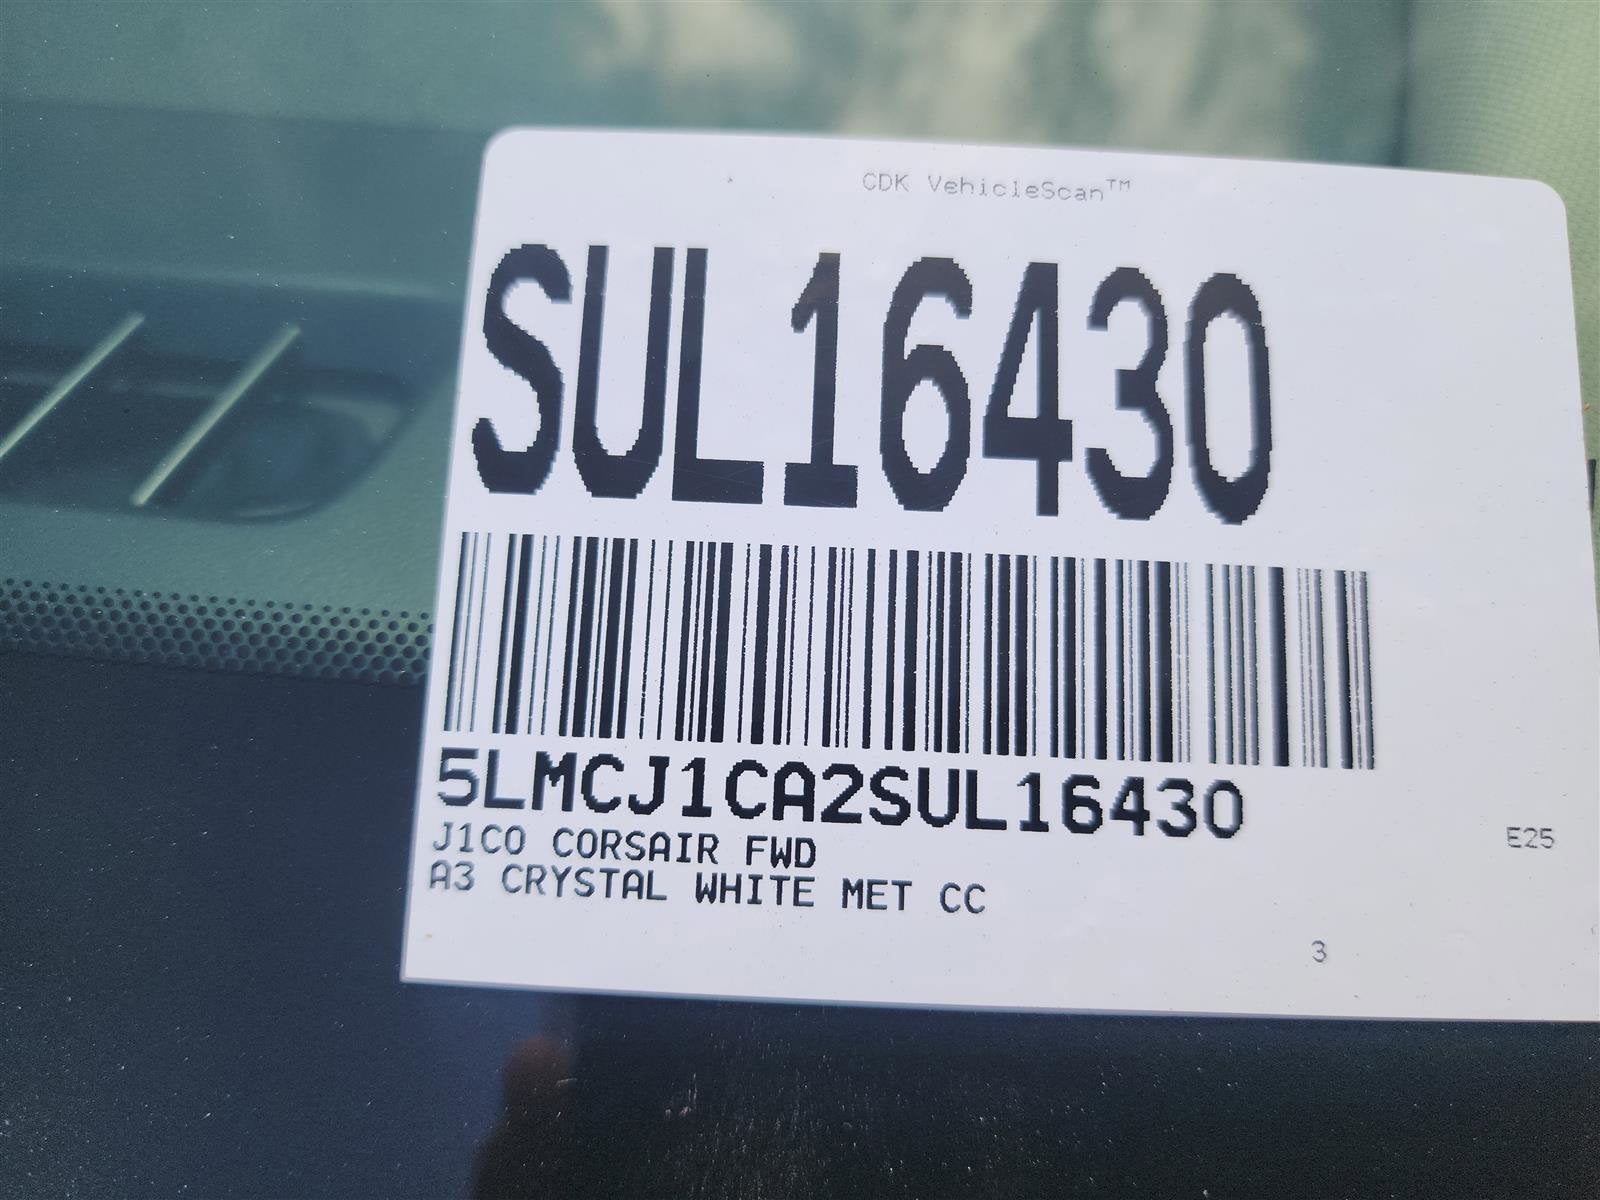 CDK VehicleScan™
SUL16430
5LMCJ1CA2SUL16430
J1C0 CORSAIR FWD
A3 CRYSTAL WHITE MET CC
E25
3